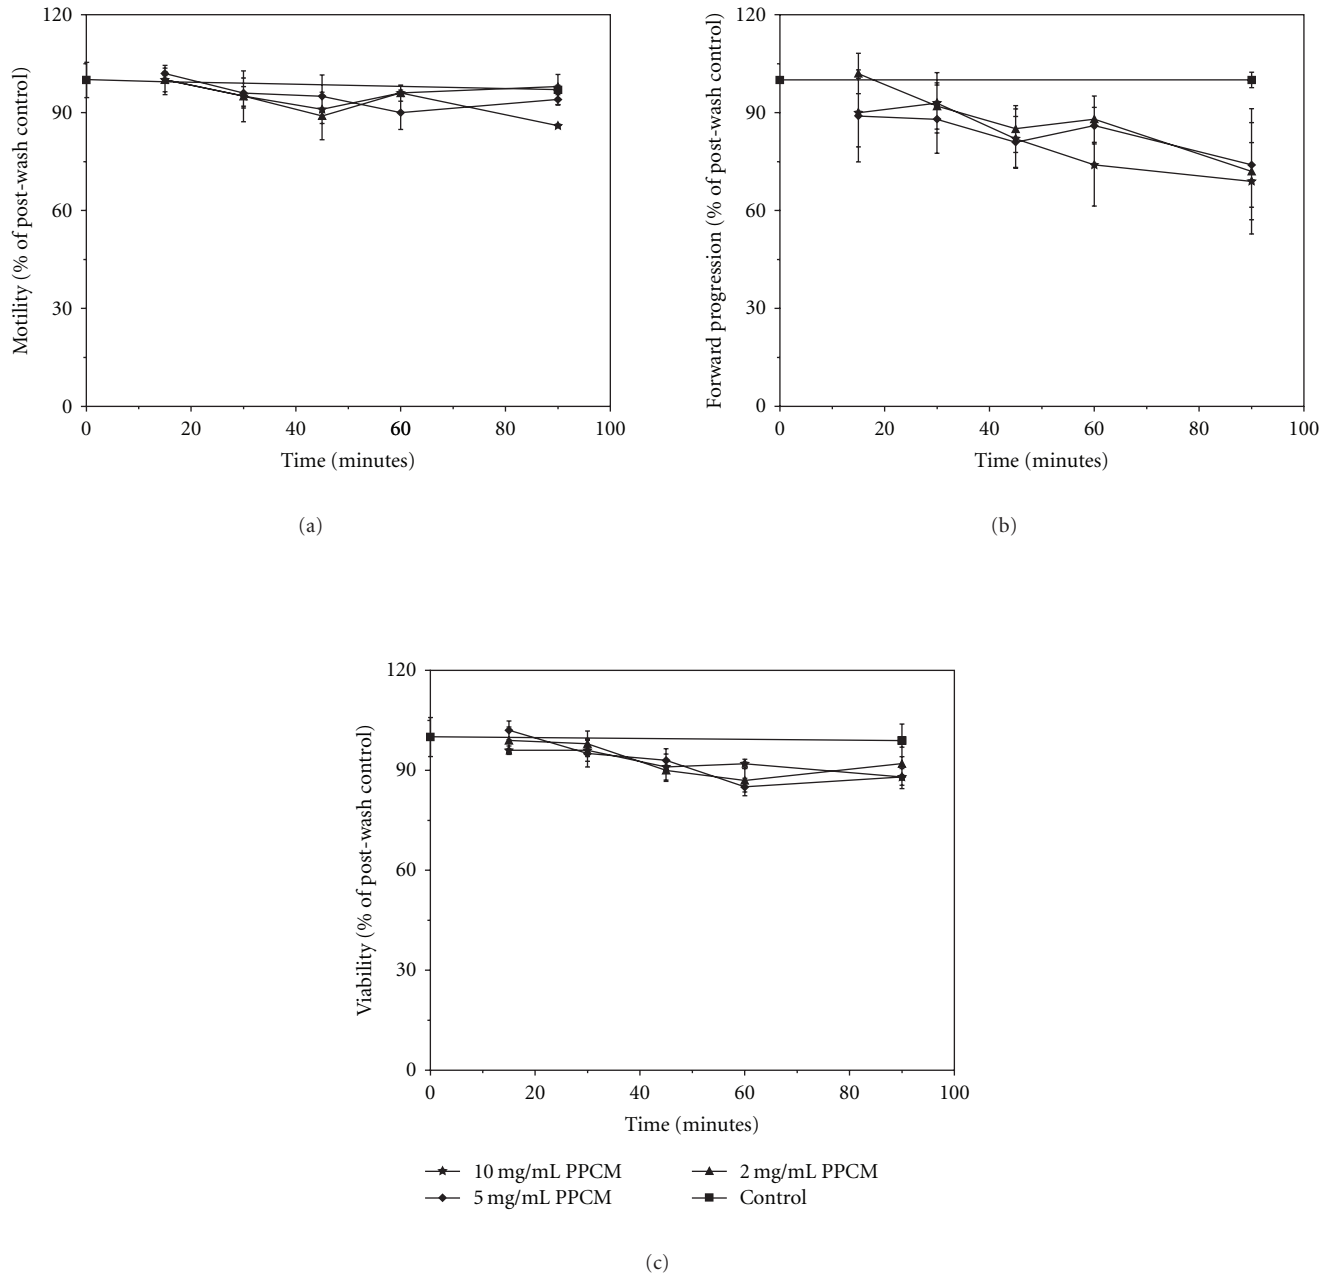 120
90
60
30
0
0 20 40 60 80 100
Motility (% of post-wash control)
Time (minutes)
(a)
120
90
60
30
0
0 20 40 60 80 100
Forward progression (% of post-wash control)
Time (minutes)
(b)
120
90
60
30
0
0 20 40 60 80 100
Viability (% of post-wash control)
Time (minutes)
10 mg/mL PPCM
5 mg/mL PPCM
2 mg/mL PPCM
Control
(c)